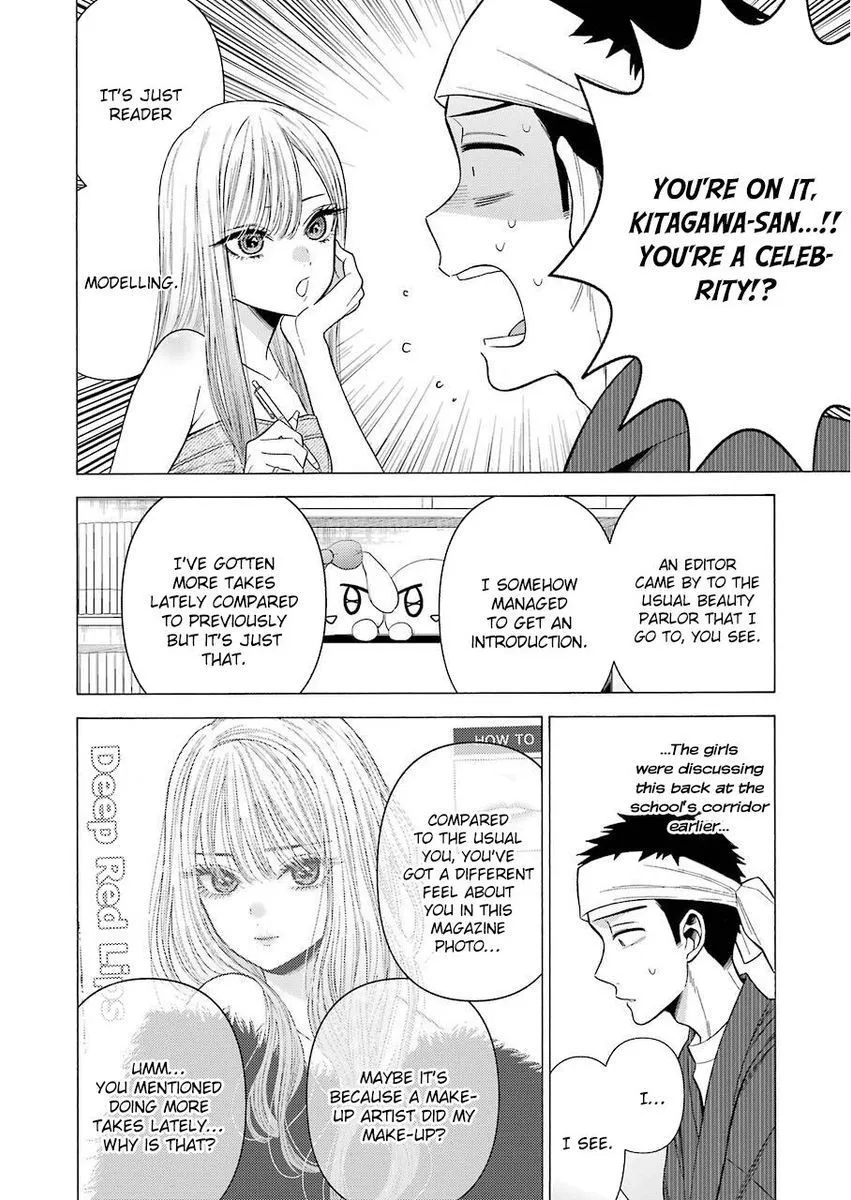 YOU'RE ON IT,
KITAGAWA-SAN...!!
YOU'RE A CELEB-
RITY!?
IT'S JUST
READER
MODELLING.
AN EDITOR
CAME BY TO THE
USUAL BEAUTY
PARLOR THAT I
GO TO, YOU SEE.
I SOMEHOW
MANAGED
TO GET AN
INTRODUCTION.
I'VE GOTTEN
MORE TAKES
LATELY COMPARED
TO PREVIOUSLY
BUT IT'S JUST
THAT.
...The girls
were discussing
this back at the
school's corridor
earlier...
I...
I SEE.
HOW TO
Deep Red Lips
COMPARED
TO THE USUAL
YOU, YOU'VE
GOT A DIFFERENT
FEEL ABOUT
YOU IN THIS
MAGAZINE
PHOTO...
MAYBE IT'S
BECAUSE A MAKE-
UP ARTIST DID MY
MAKE-UP?
UMM...
YOU MENTIONED
DOING MORE
TAKES LATELY...
WHY IS THAT?